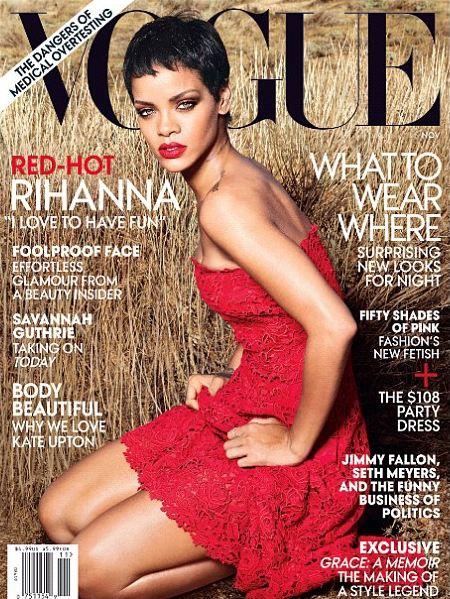 THE DANGERS OF
MEDICAL OVERTESTING
VOGUE
NOV
RED-HOT
RIHANNA
"I LOVE TO HAVE FUN"
FOOLPROOF FACE
EFFORTLESS
GLAMOUR FROM
A BEAUTY INSIDER
SAVANNAH
GUTHRIE
TAKING ON
TODAY
BODY
BEAUTIFUL
WHY WE LOVE
KATE UPTON
WHAT TO
WEAR
WHERE
SURPRISING
NEW LOOKS
FOR NIGHT
FIFTY SHADES
OF PINK
FASHION'S
NEW FETISH
+
THE $108
PARTY
DRESS
JIMMY FALLON,
SETH MEYERS,
AND THE FUNNY
BUSINESS OF
POLITICS
EXCLUSIVE
GRACE: A MEMOIR
THE MAKING OF
A STYLE LEGEND
11